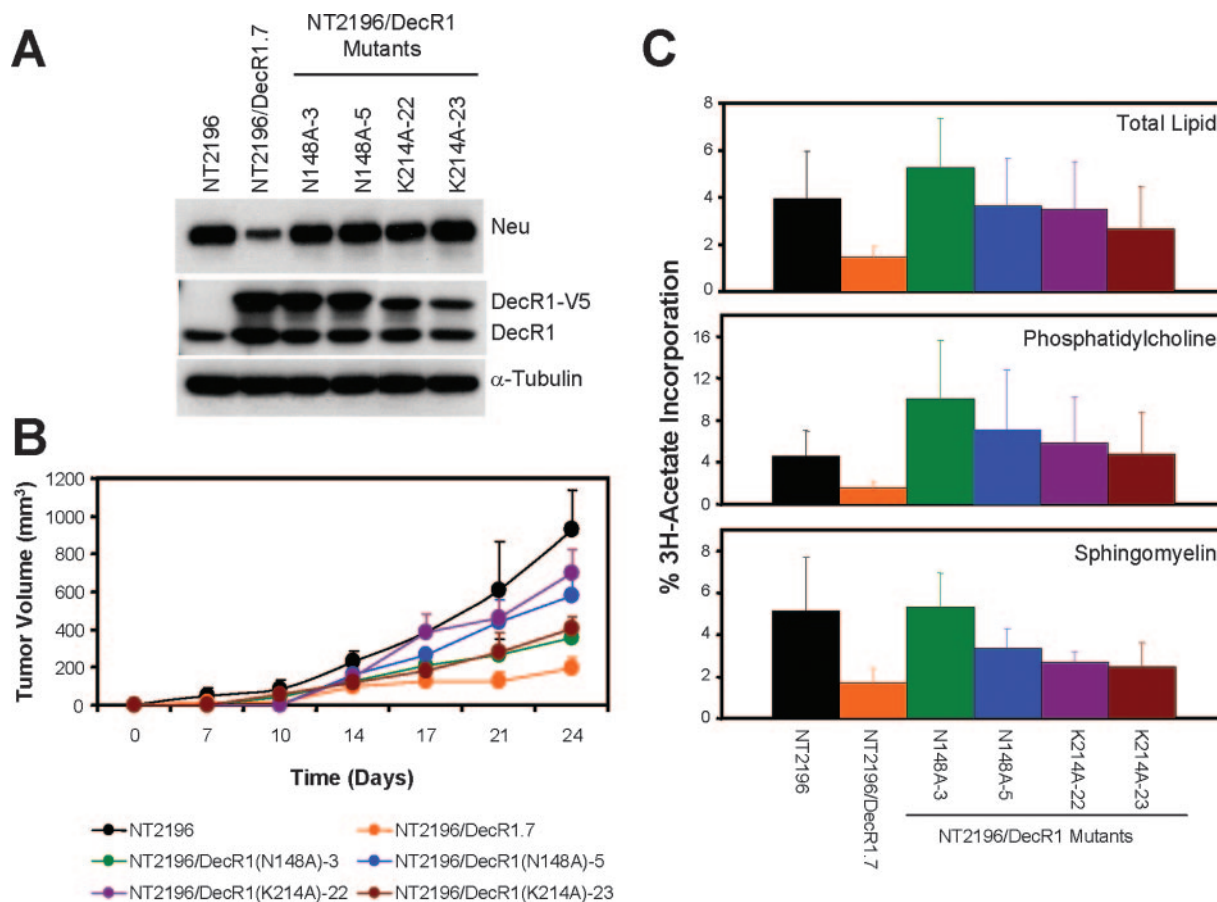 A
NT2196/DecR1
Mutants
NT2196
NT2196/DecR1.7
N148A-3
N148A-5
K214A-22
K214A-23
Neu
DecR1-V5
DecR1
α-Tubulin
B
Tumor Volume (mm³)
1200
1000
800
600
400
200
0
0 7 10 14 17 21 24
Time (Days)
NT2196
NT2196/DecR1.7
NT2196/DecR1(N148A)-3
NT2196/DecR1(N148A)-5
NT2196/DecR1(K214A)-22
NT2196/DecR1(K214A)-23
C
% 3H-Acetate Incorporation
Total Lipid
8
6
4
2
0
Phosphatidylcholine
16
12
8
4
0
Sphingomyelin
8
6
4
2
0
NT2196
NT2196/DecR1.7
N148A-3
N148A-5
K214A-22
K214A-23
NT2196/DecR1 Mutants